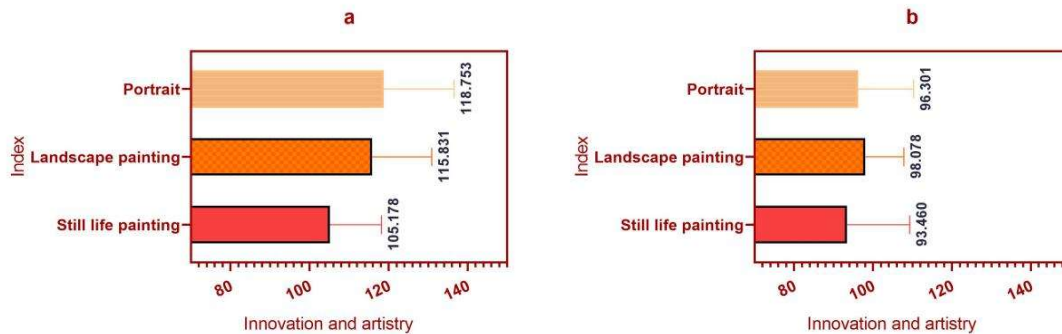 a
Index
Portrait
Landscape painting
Still life painting
118.753
115.831
105.178
80
100
120
140
Innovation and artistry
b
Index
Portrait
Landscape painting
Still life painting
96.301
98.078
93.460
80
100
120
140
Innovation and artistry